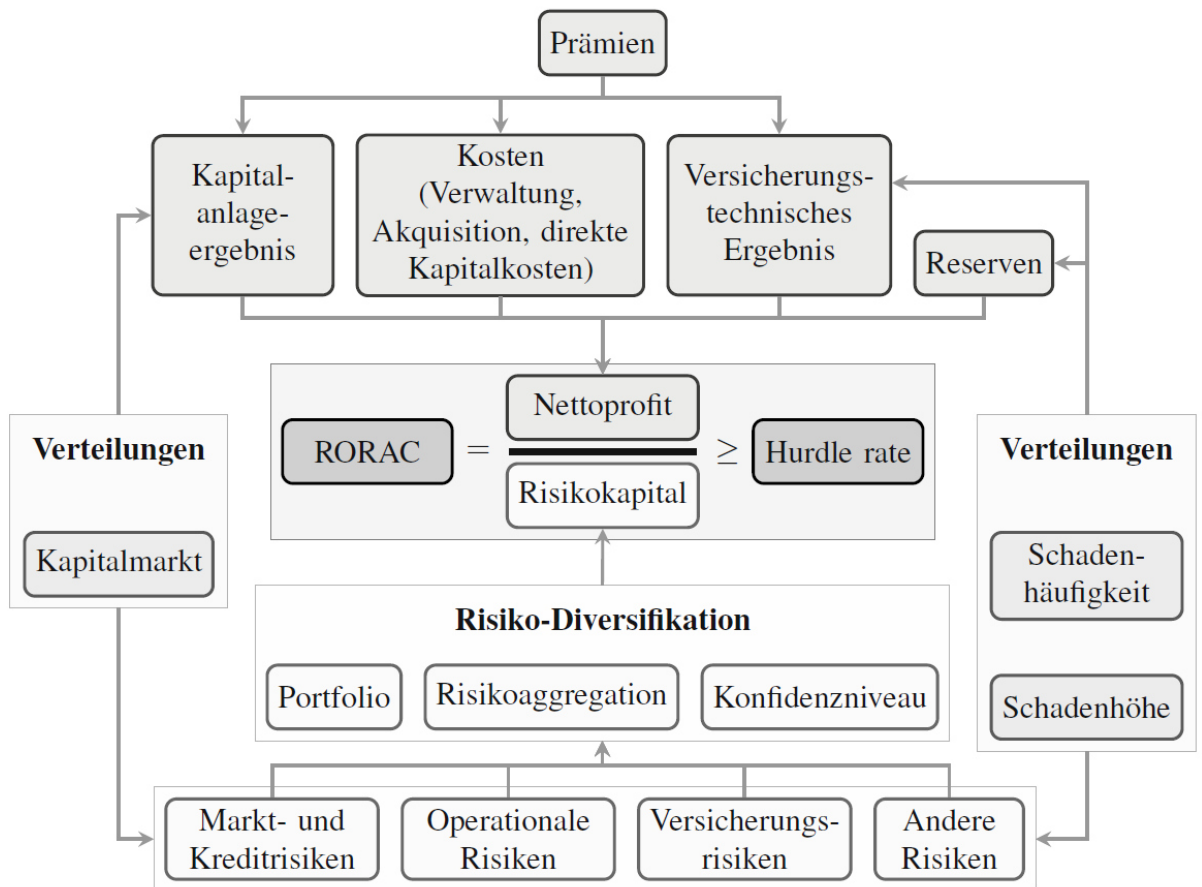 Prämien
Kapital-
anlage-
ergebnis
Kosten
(Verwaltung,
Akquisition, direkte
Kapitalkosten)
Versicherungs-
technisches
Ergebnis
Reserven
Verteilungen
Kapitalmarkt
RORAC
=
Nettoprofit
Risikokapital
≥
Hurdle rate
Verteilungen
Schaden-
häufigkeit
Schadenhöhe
Risiko-Diversifikation
Portfolio
Risikoaggregation
Konfidenzniveau
Markt- und
Kreditrisiken
Operationale
Risiken
Versicherungs-
risiken
Andere
Risiken